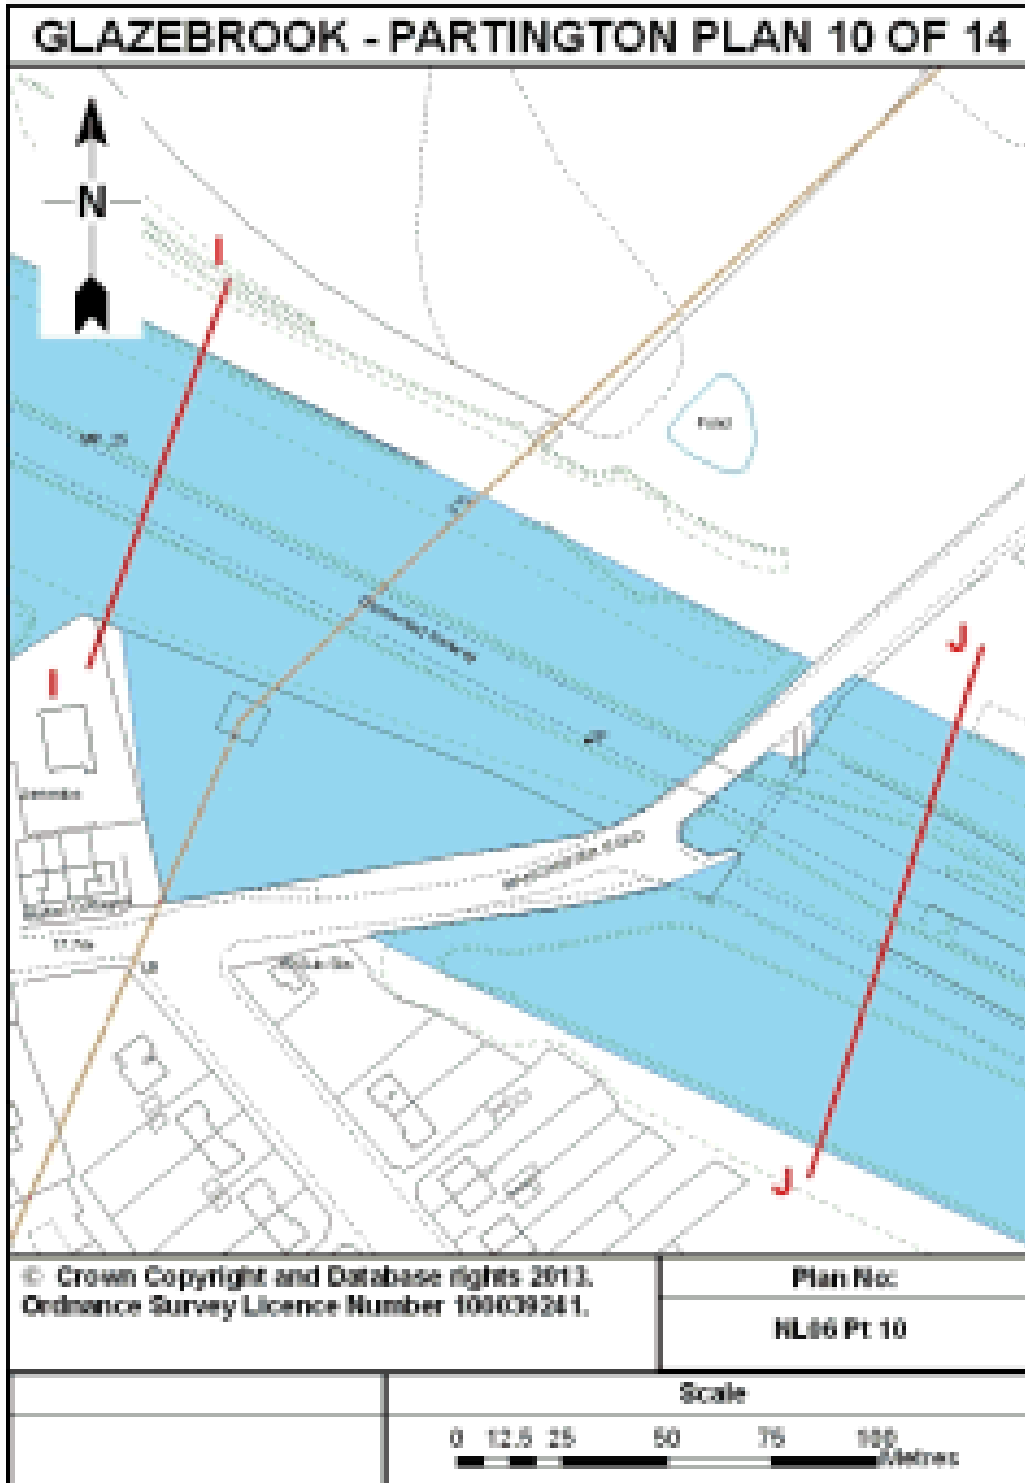 GLAZEBROOK - PARTINGTON PLAN 10 OF 14
N
I
Pond
J
I
J
© Crown Copyright and Database rights 2013.
Ordnance Survey Licence Number 100039241.
Plan No:
NL06 Pt 10
Scale
0 12.5 25 50 75 100
Metres